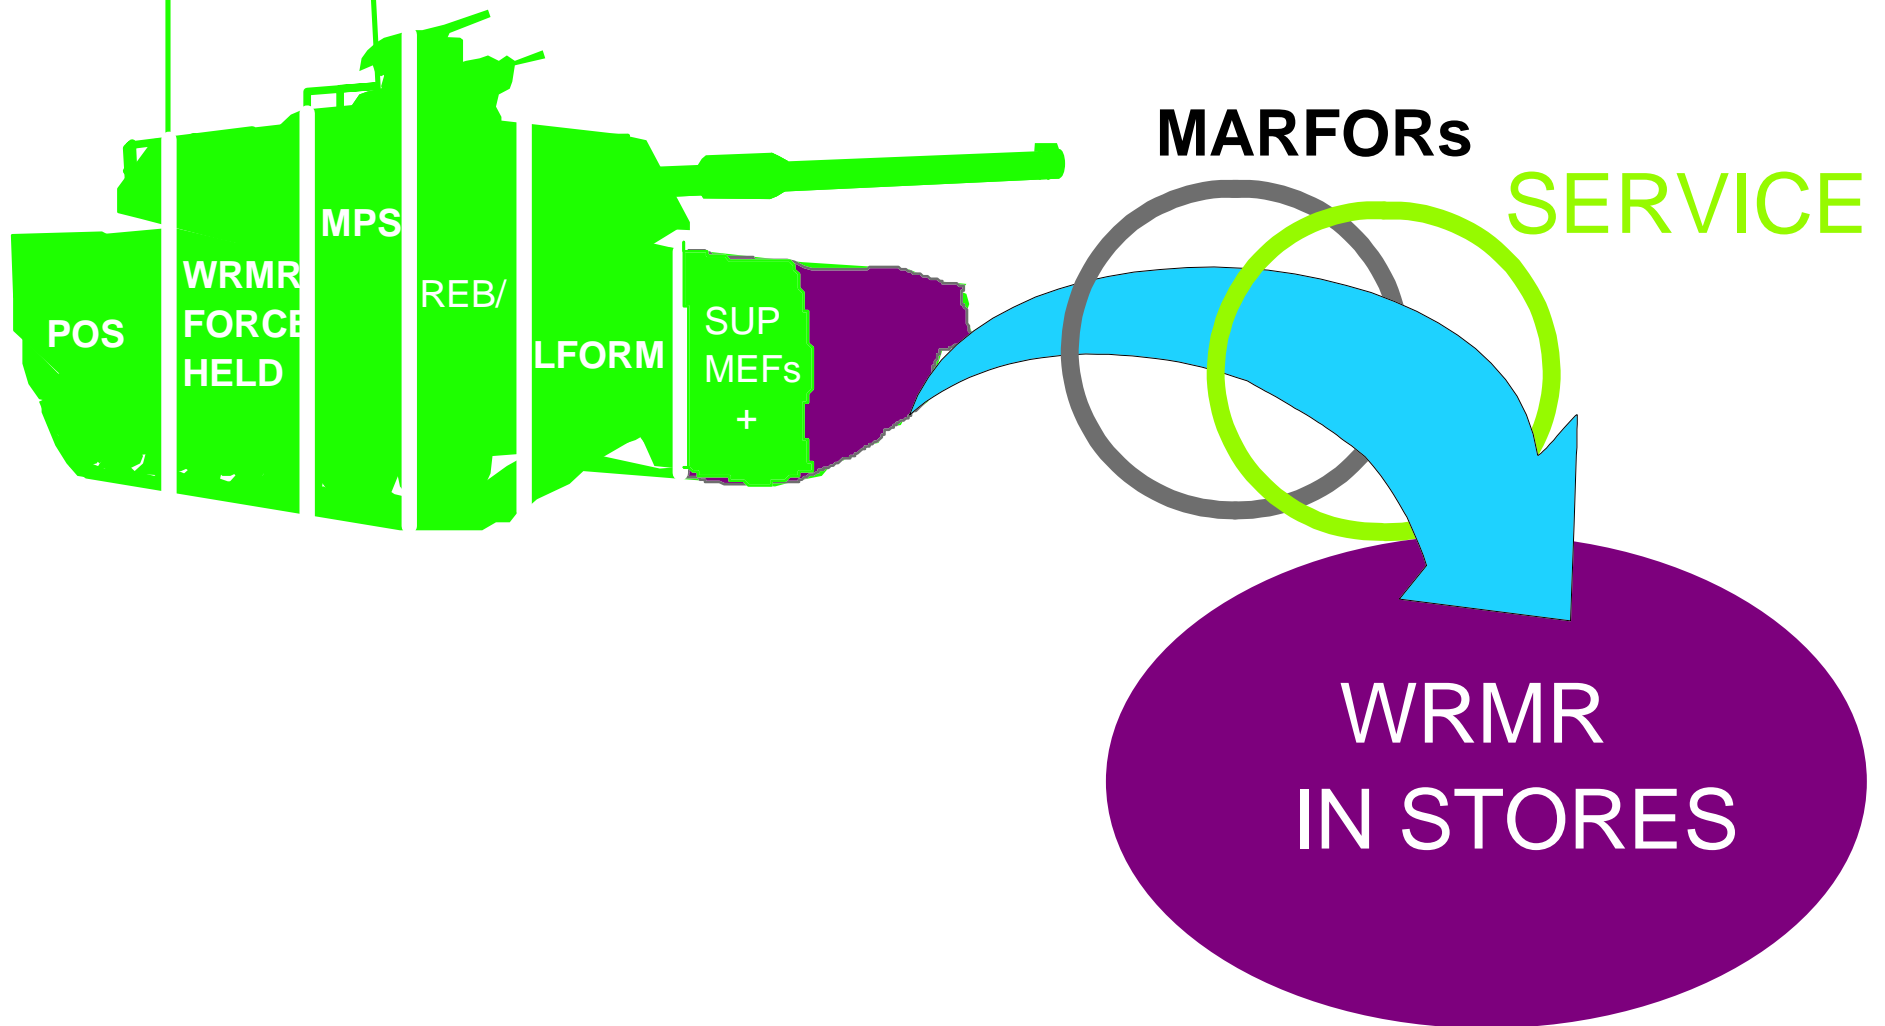 MARFORs
SERVICE
POS
WRMR
FORCE
HELD
MPS
REB/
LFORM
SUP
MEFs
+
WRMR
IN STORES